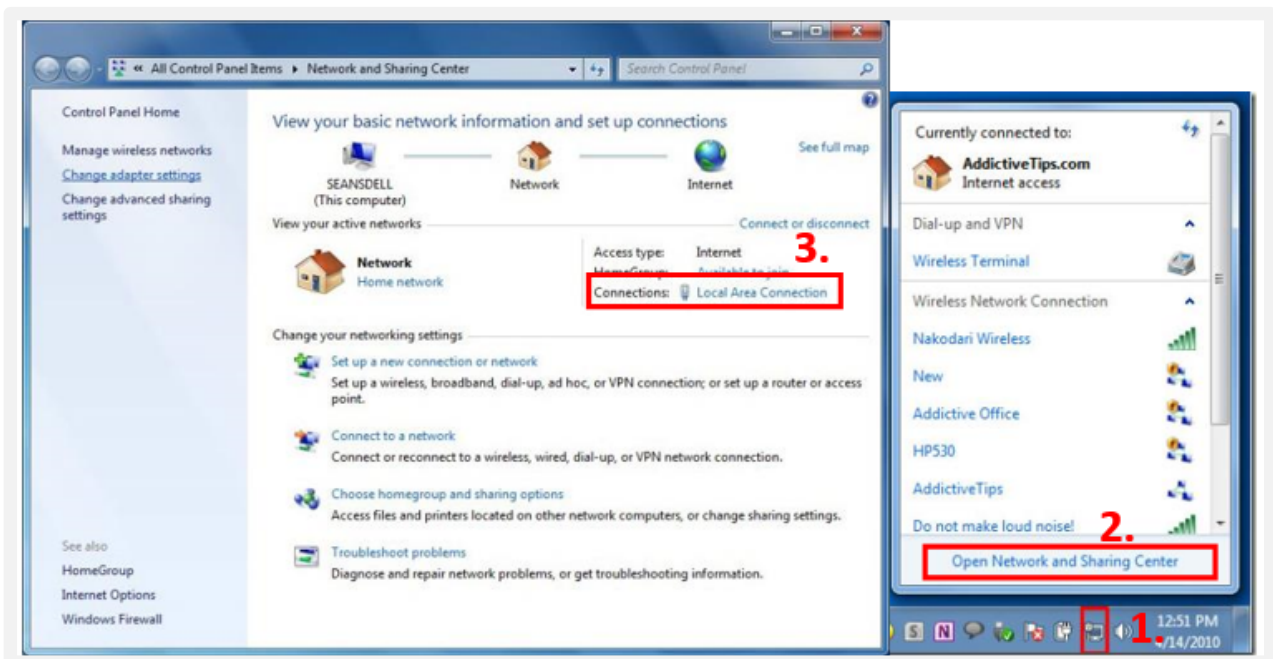 « All Control Panel Items ▸ Network and Sharing Center
Search Control Panel
Control Panel Home
Manage wireless networks
Change adapter settings
Change advanced sharing
settings
See also
HomeGroup
Internet Options
Windows Firewall
View your basic network information and set up connections
See full map
SEANSDELL
(This computer)
Network
Internet
View your active networks
Connect or disconnect
Network
Home network
Access type: Internet
3.
HomeGroup: Available to join
Connections: Local Area Connection
Change your networking settings
Set up a new connection or network
Set up a wireless, broadband, dial-up, ad hoc, or VPN connection; or set up a router or access
point.
Connect to a network
Connect or reconnect to a wireless, wired, dial-up, or VPN network connection.
Choose homegroup and sharing options
Access files and printers located on other network computers, or change sharing settings.
Troubleshoot problems
Diagnose and repair network problems, or get troubleshooting information.
Currently connected to:
AddictiveTips.com
Internet access
Dial-up and VPN
Wireless Terminal
Wireless Network Connection
Nakodari Wireless
New
Addictive Office
HP530
AddictiveTips
Do not make loud noise!
2.
Open Network and Sharing Center
S N
1.
12:51 PM
4/14/2010